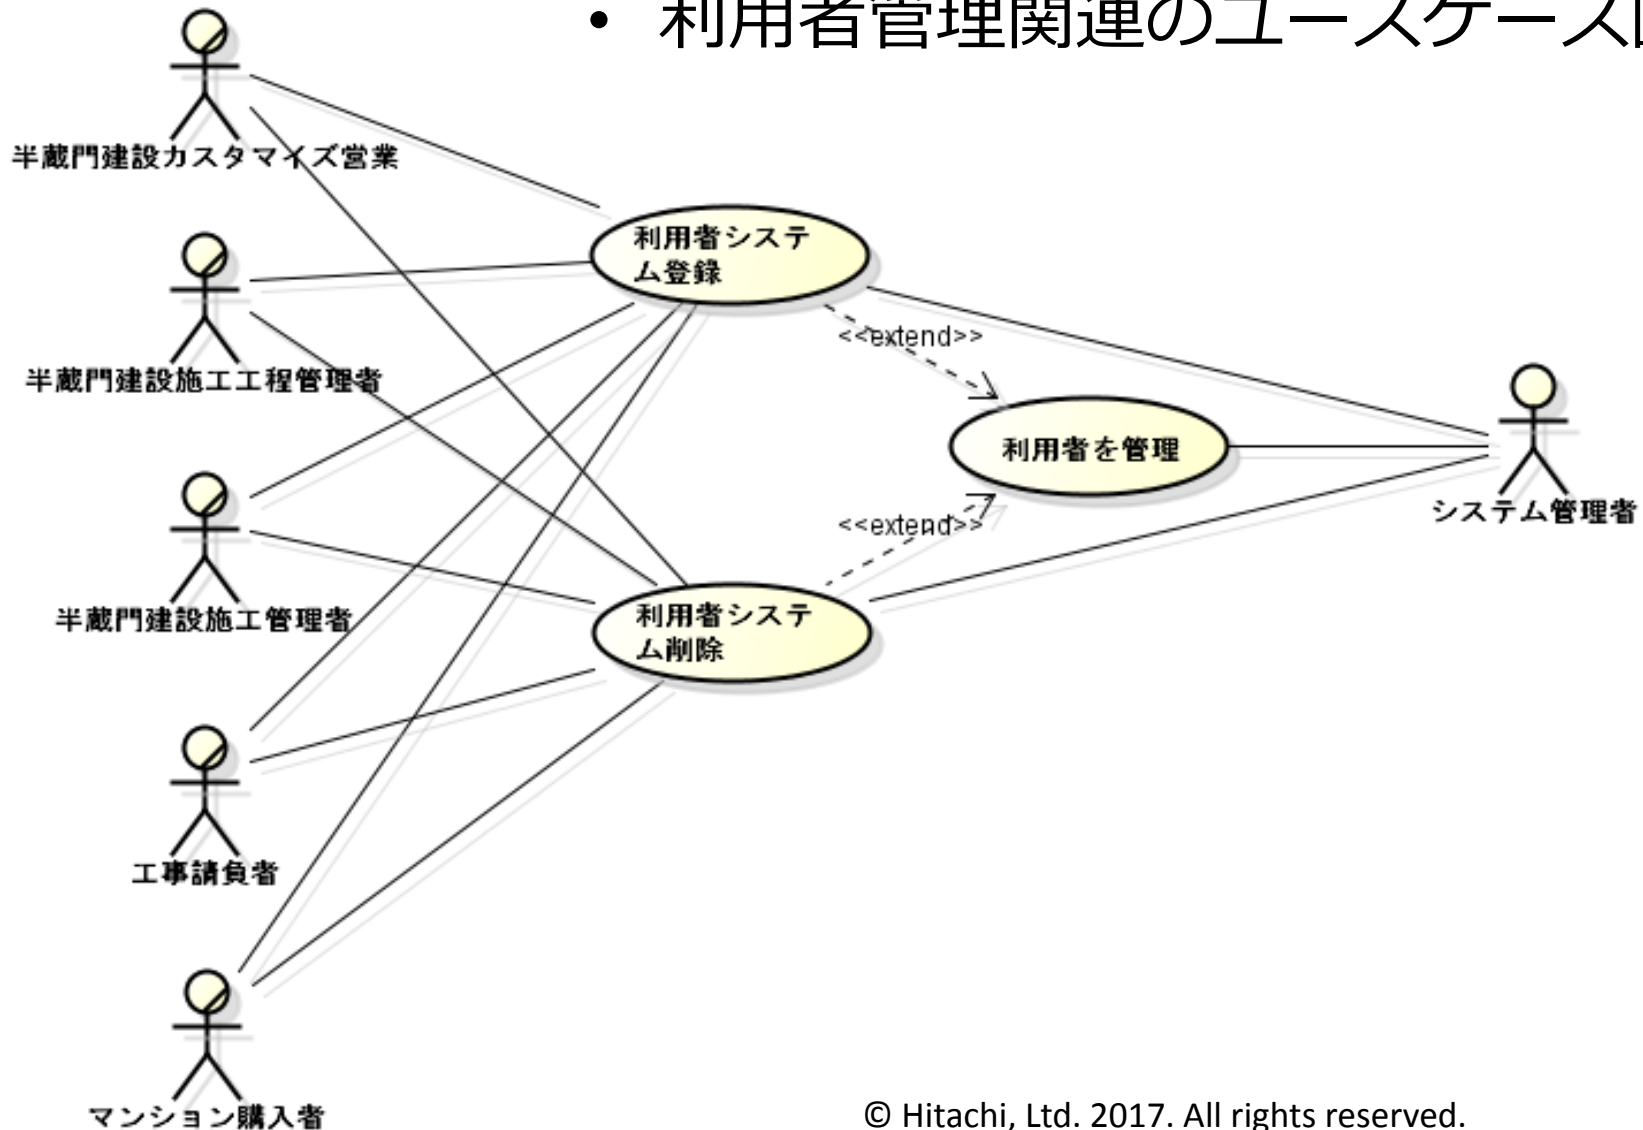 • 利用者管理関連のユースケース
半蔵門建設カスタマイズ営業
利用者システ
ム登録
<<extend>>
半蔵門建設施工工程管理者
利用者を管理
システム管理者
<<extend>>
半蔵門建設施工管理者
利用者システ
ム削除
工事請負者
マンション購入者
© Hitachi, Ltd. 2017. All rights reserved.